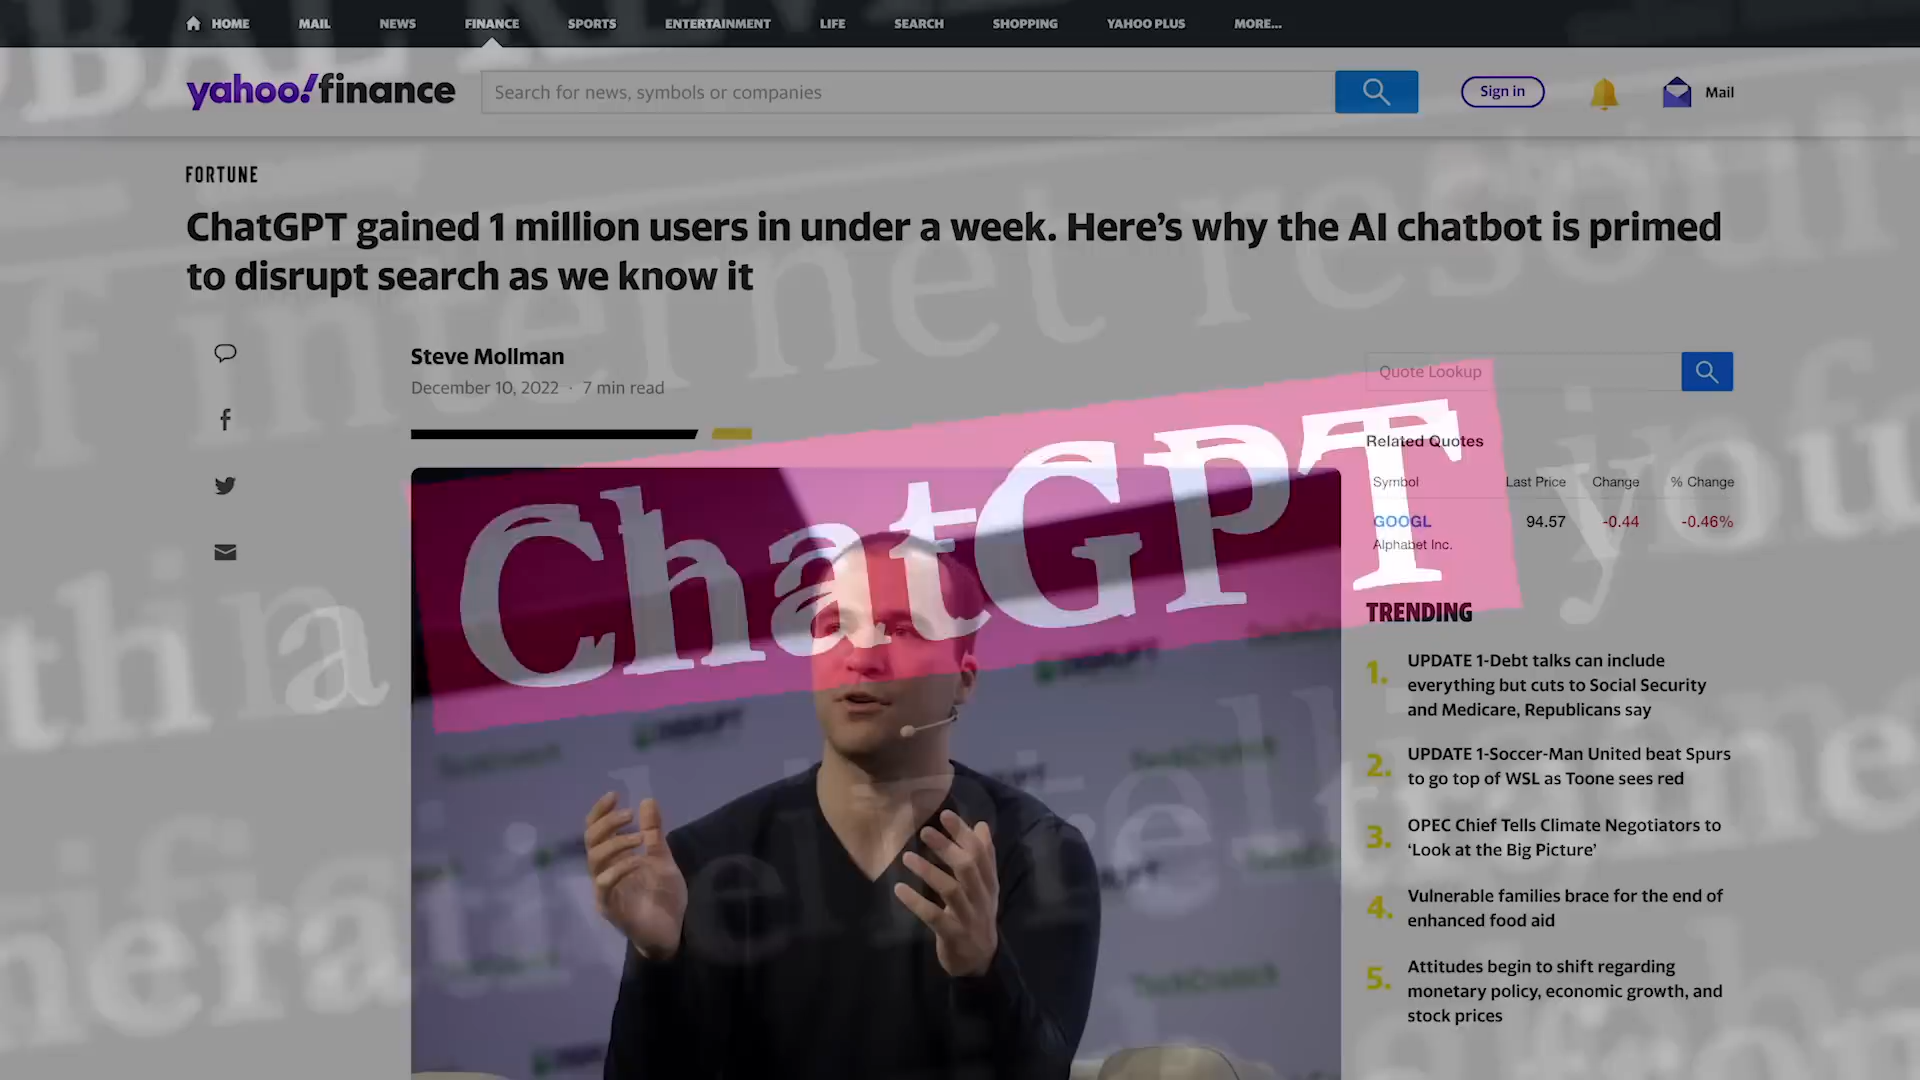 HOME MAIL NEWS FINANCE SPORTS ENTERTAINMENT LIFE SEARCH SHOPPING YAHOO PLUS MORE...
yahoo!finance
Search for news, symbols or companies
Sign in
Mail
FORTUNE
ChatGPT gained 1 million users in under a week. Here's why the AI chatbot is primed
to disrupt search as we know it
Steve Mollman
December 10, 2022 · 7 min read
ChatGPT
Quote Lookup
Related Quotes
Symbol Last Price Change % Change
GOOGL 94.57 -0.44 -0.46%
Alphabet Inc.
TRENDING
1. UPDATE 1-Debt talks can include
everything but cuts to Social Security
and Medicare, Republicans say
2. UPDATE 1-Soccer-Man United beat Spurs
to go top of WSL as Toone sees red
3. OPEC Chief Tells Climate Negotiators to
‘Look at the Big Picture’
4. Vulnerable families brace for the end of
enhanced food aid
5. Attitudes begin to shift regarding
monetary policy, economic growth, and
stock prices
of internet
a